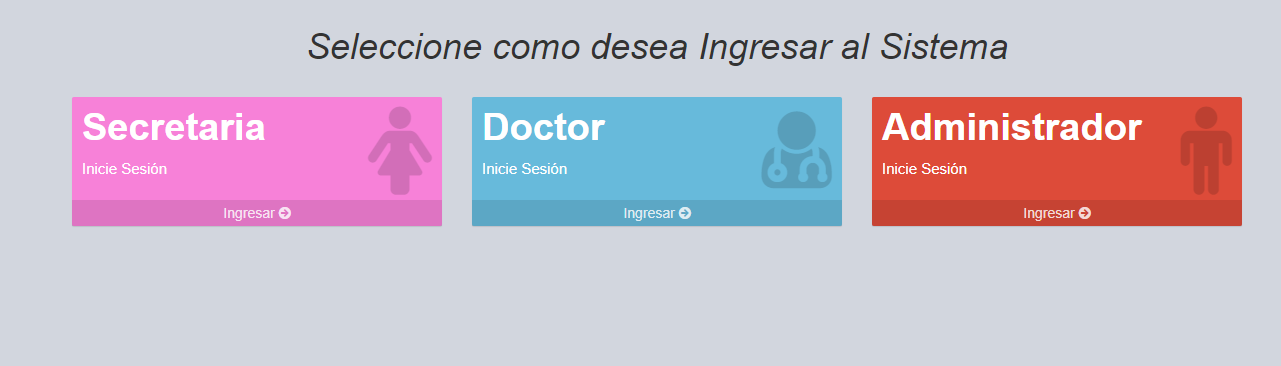 Seleccione como desea Ingresar al Sistema
Secretaria
Inicie Sesión
Ingresar
Doctor
Inicie Sesión
Ingresar
Administrador
Inicie Sesión
Ingresar